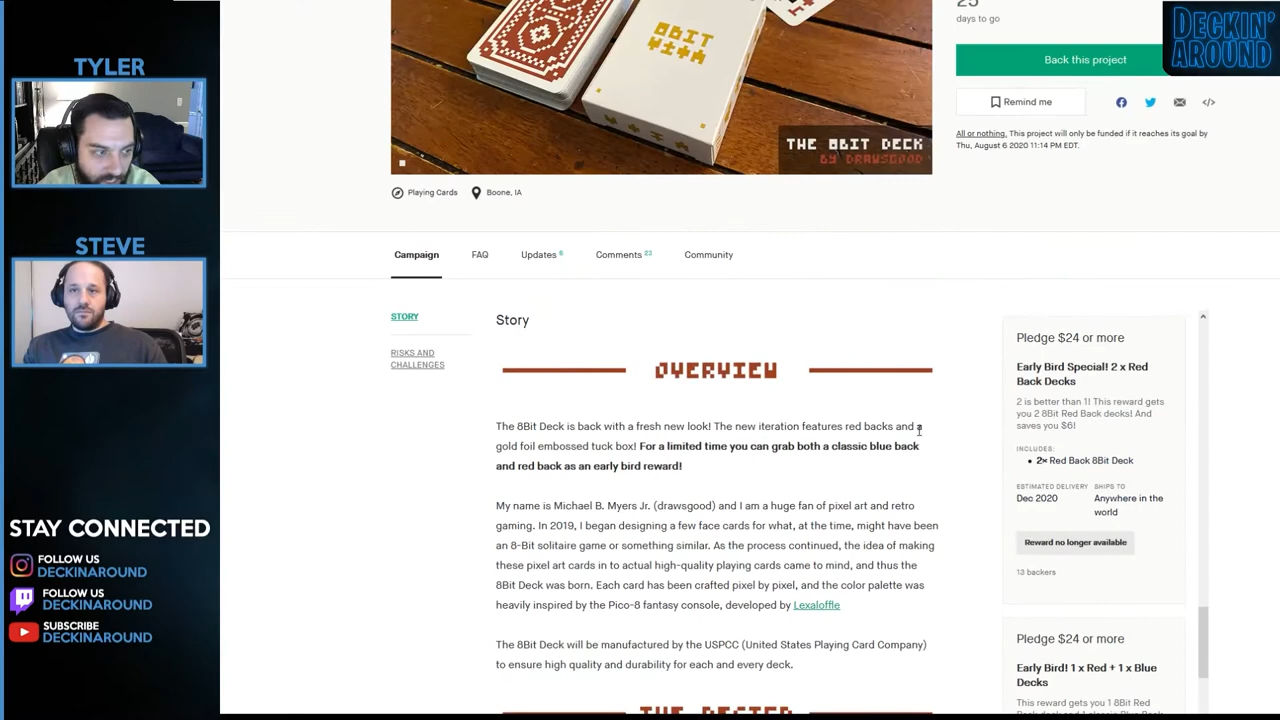 TYLER
STEVE
STAY CONNECTED
FOLLOW US
DECKINAROUND
FOLLOW US
DECKINAROUND
SUBSCRIBE
DECKINAROUND
8BIT
THE 8BIT DECK
BY DRAWSGOOD
Playing Cards
Boone, IA
25
days to go
DECKIN'
AROUND
Back this project
Remind me
All or nothing. This project will only be funded if it reaches its goal by
Thu, August 6 2020 11:14 PM EDT.
Campaign
FAQ
Updates 6
Comments 23
Community
STORY
RISKS AND
CHALLENGES
Story
OVERVIEW
The 8Bit Deck is back with a fresh new look! The new iteration features red backs and a
gold foil embossed tuck box! For a limited time you can grab both a classic blue back
and red back as an early bird reward!
My name is Michael B. Myers Jr. (drawsgood) and I am a huge fan of pixel art and retro
gaming. In 2019, I began designing a few face cards for what, at the time, might have been
an 8-Bit solitaire game or something similar. As the process continued, the idea of making
these pixel art cards in to actual high-quality playing cards came to mind, and thus the
8Bit Deck was born. Each card has been crafted pixel by pixel, and the color palette was
heavily inspired by the Pico-8 fantasy console, developed by Lexaloffle
The 8Bit Deck will be manufactured by the USPCC (United States Playing Card Company)
to ensure high quality and durability for each and every deck.
Pledge $24 or more
Early Bird Special! 2 x Red
Back Decks
2 is better than 1! This reward gets
you 2 8Bit Red Back decks! And
saves you $6!
INCLUDES:
2× Red Back 8Bit Deck
ESTIMATED DELIVERY
Dec 2020
SHIPS TO
Anywhere in the
world
Reward no longer available
13 backers
Pledge $24 or more
Early Bird! 1 x Red + 1 x Blue
Decks
This reward gets you 1 8Bit Red